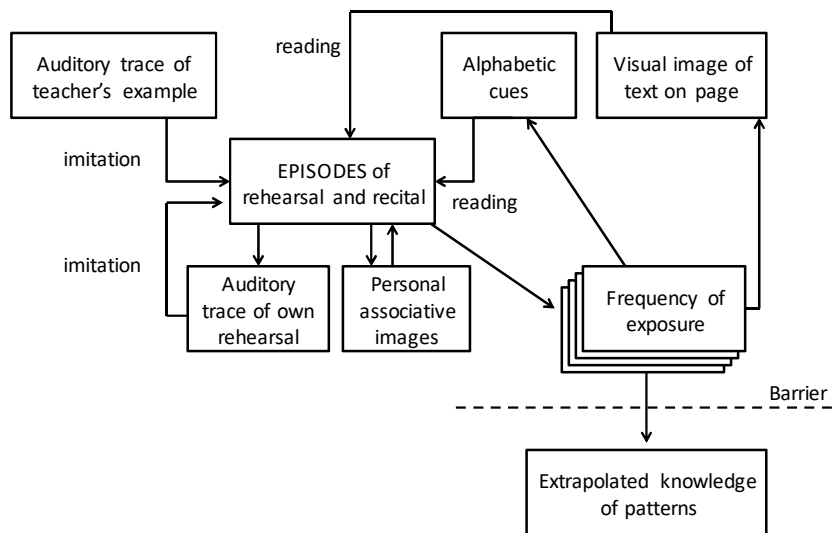 reading
Auditory trace of
teacher's example
Alphabetic
cues
Visual image of
text on page
imitation
EPISODES of
rehearsal and recital
reading
imitation
Auditory
trace of own
rehearsal
Personal
associative
images
Frequency of
exposure
Barrier
Extrapolated knowledge
of patterns